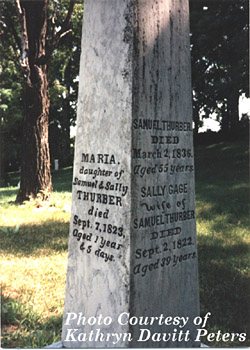 MARIA,
daughter of
Samuel & Sally
THURBER
died
Sept. 7, 1823,
Aged 1 year
& 5 days.
SAMUEL THURBER,
DIED
March 2, 1836,
Aged 55 years.
SALLY GAGE
wife of
SAMUEL THURBER
DIED
Sept. 2, 1822,
Aged 39 years.
Photo Courtesy of
Kathryn Davitt Peters